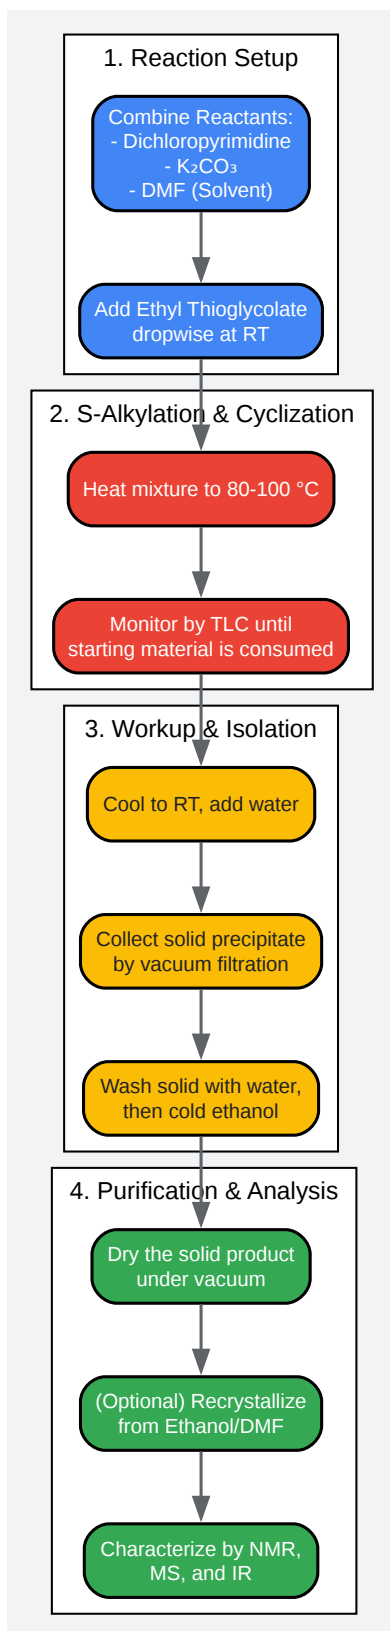 1. Reaction Setup
Combine Reactants:
- Dichloropyrimidine
- K₂CO₃
- DMF (Solvent)
Add Ethyl Thioglycolate
dropwise at RT
2. S-Alkylation & Cyclization
Heat mixture to 80-100 °C
Monitor by TLC until
starting material is consumed
3. Workup & Isolation
Cool to RT, add water
Collect solid precipitate
by vacuum filtration
Wash solid with water,
then cold ethanol
4. Purification & Analysis
Dry the solid product
under vacuum
(Optional) Recrystallize
from Ethanol/DMF
Characterize by NMR,
MS, and IR